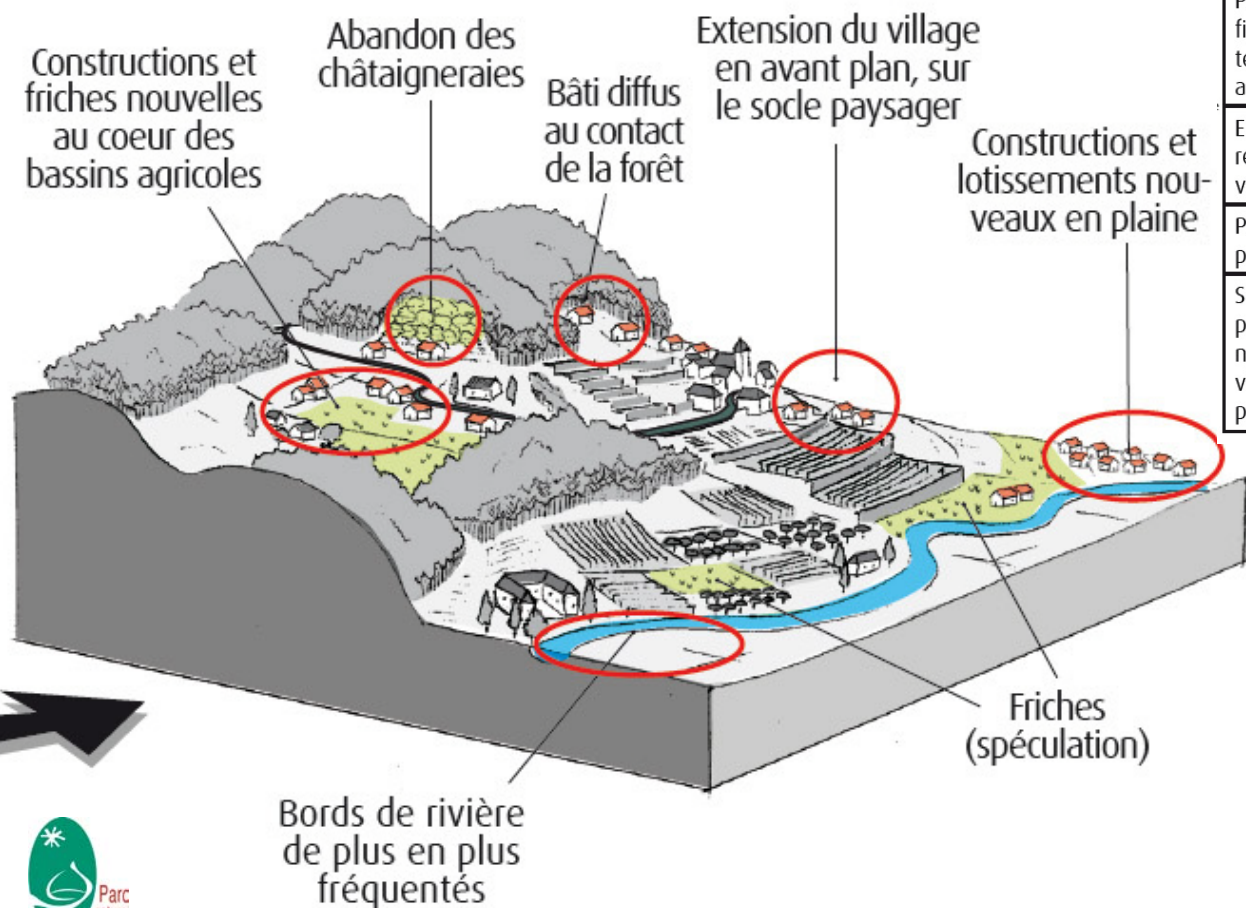 Constructions et
friches nouvelles
au coeur des
bassins agricoles
Abandon des
châtaigneraies
Bâti diffus
au contact
de la forêt
Extension du village
en avant plan, sur
le socle paysager
Constructions et
lotissements nou-
veaux en plaine
Friches
(spéculation)
Bords de rivière
de plus en plus
fréquentés
Parc